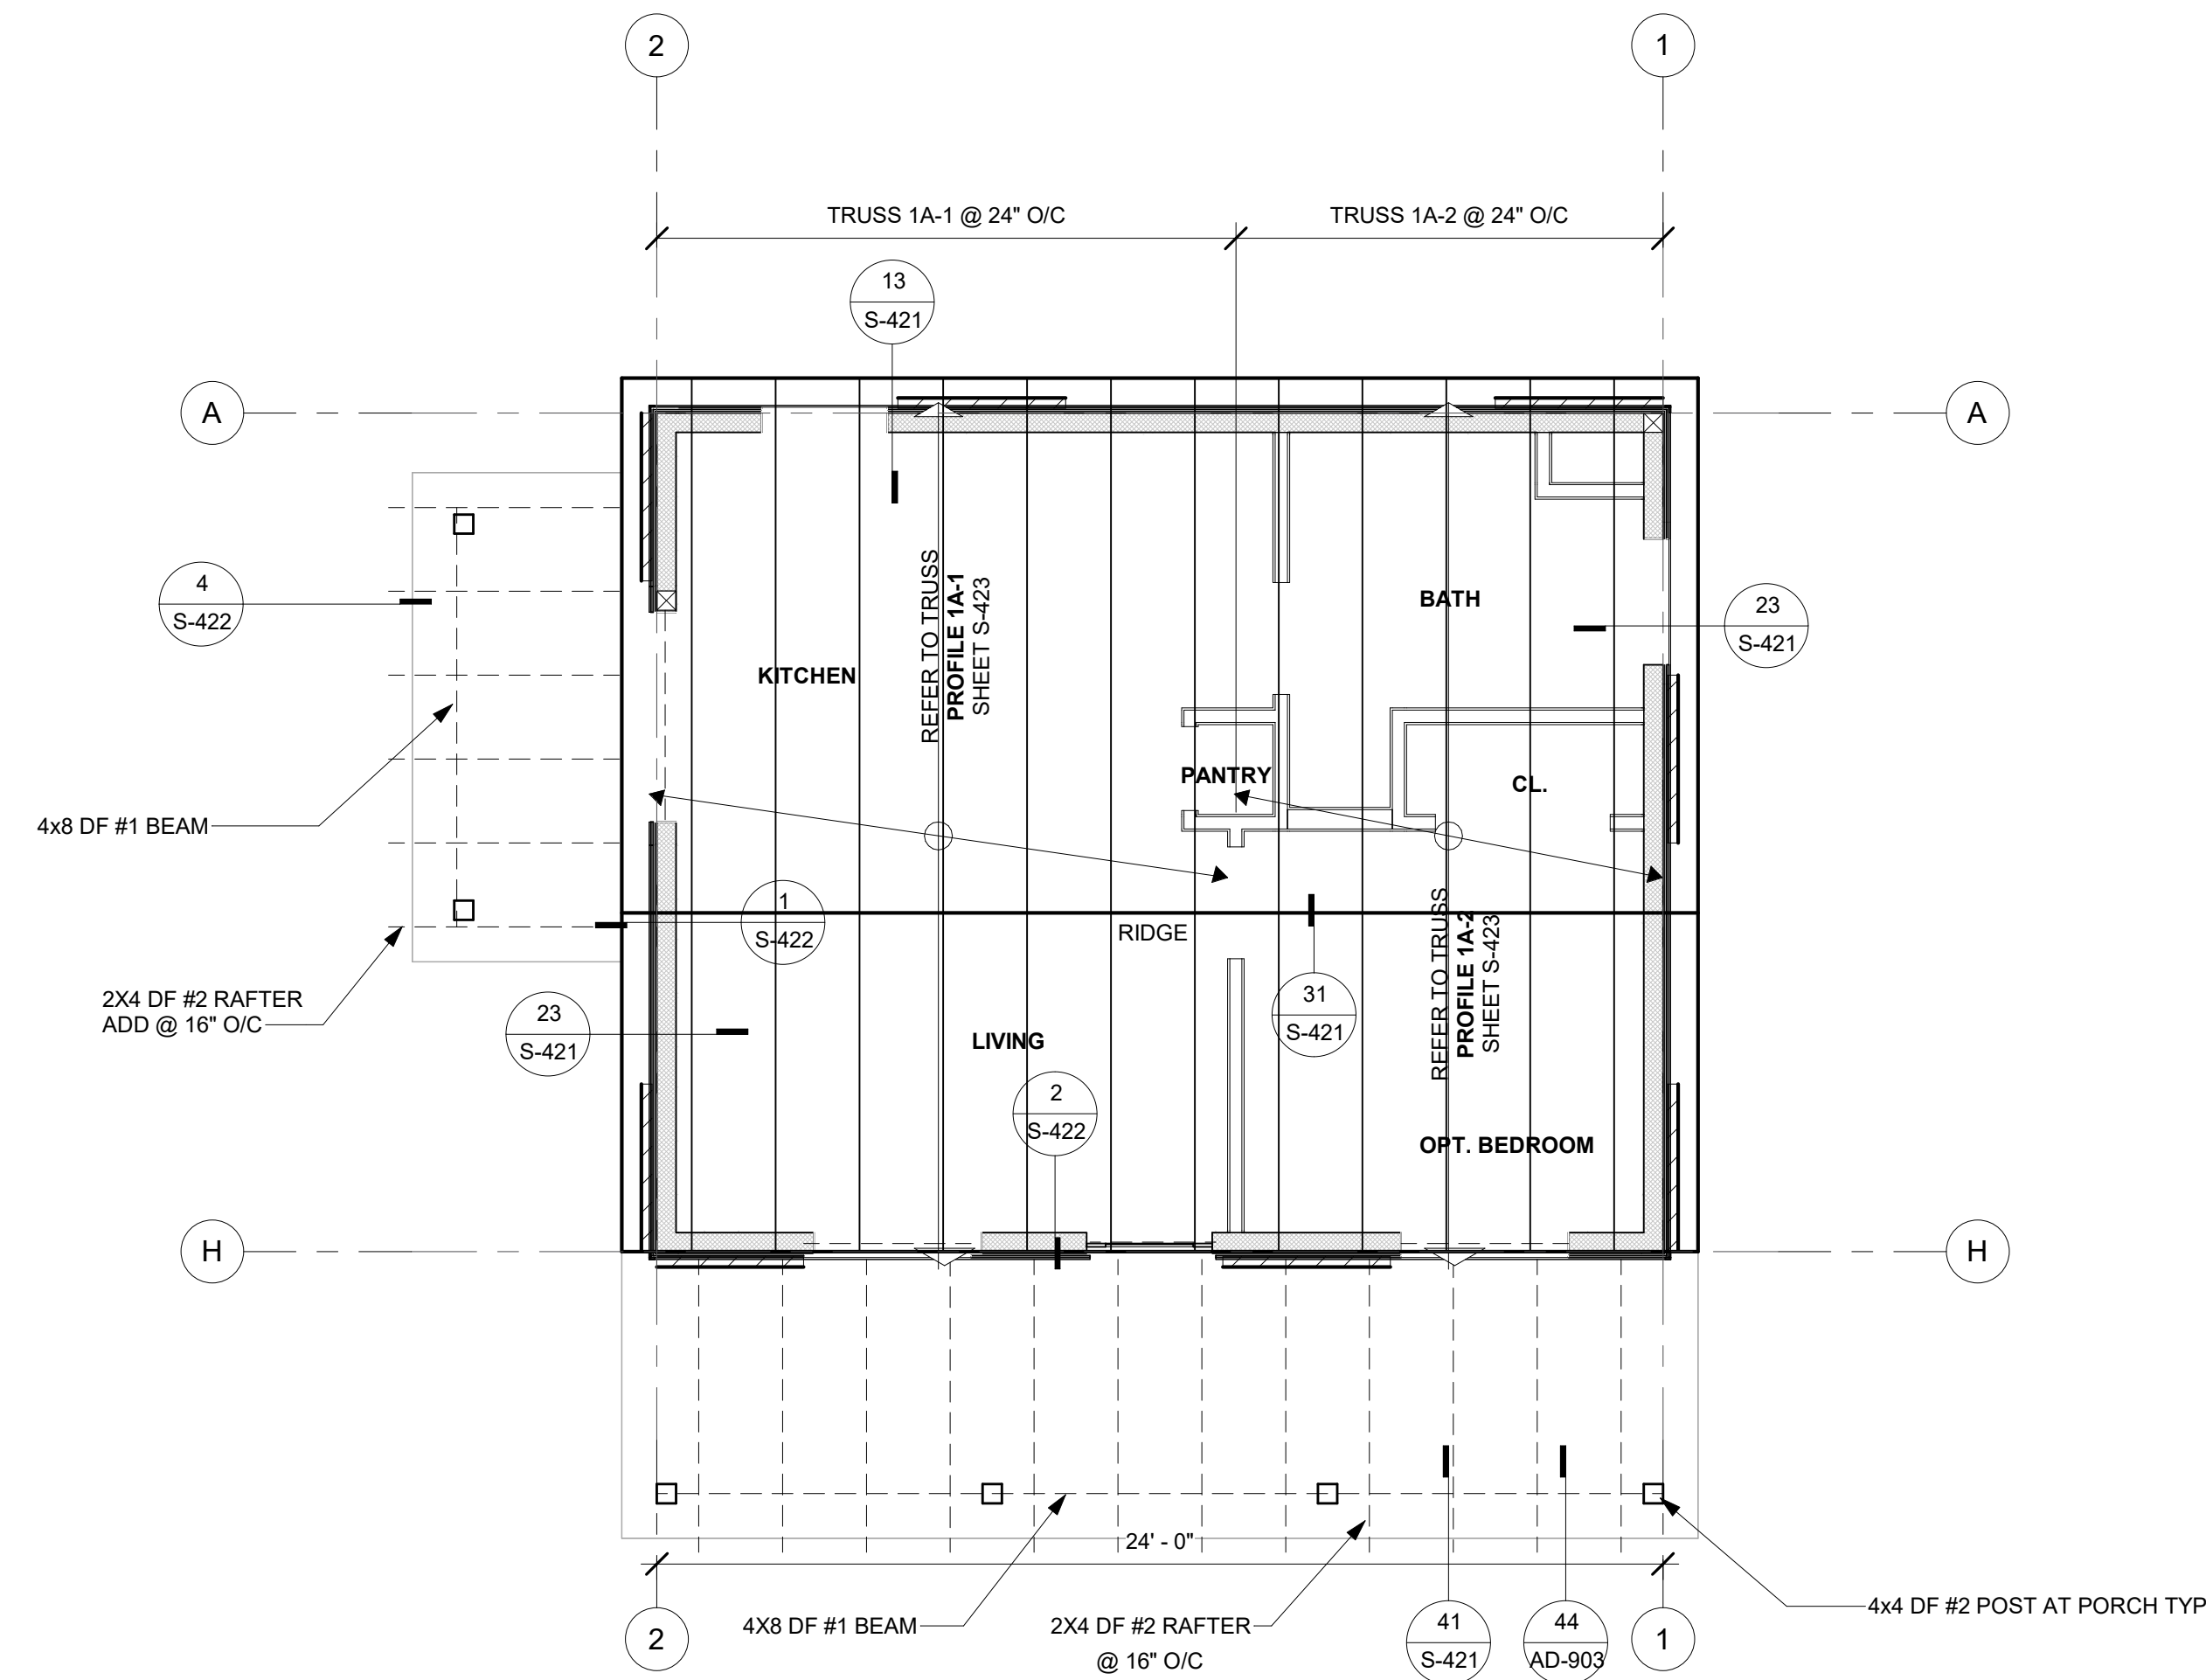 2
1
TRUSS 1A-1 @ 24" O/C
TRUSS 1A-2 @ 24" O/C
13
S-421
A
A
REFER TO TRUSS
PROFILE 1A-1
SHEET S-423
4
S-422
BATH
23
S-421
KITCHEN
PANTRY
CL.
4x8 DF #1 BEAM
1
S-422
RIDGE
REFER TO TRUSS
PROFILE 1A-2
SHEET S-423
2X4 DF #2 RAFTER
ADD @ 16" O/C
23
S-421
31
S-421
LIVING
2
S-422
OPT. BEDROOM
H
H
24' - 0"
4X8 DF #1 BEAM
2X4 DF #2 RAFTER
@ 16" O/C
4x4 DF #2 POST AT PORCH TYP
2
41
S-421
44
AD-903
1